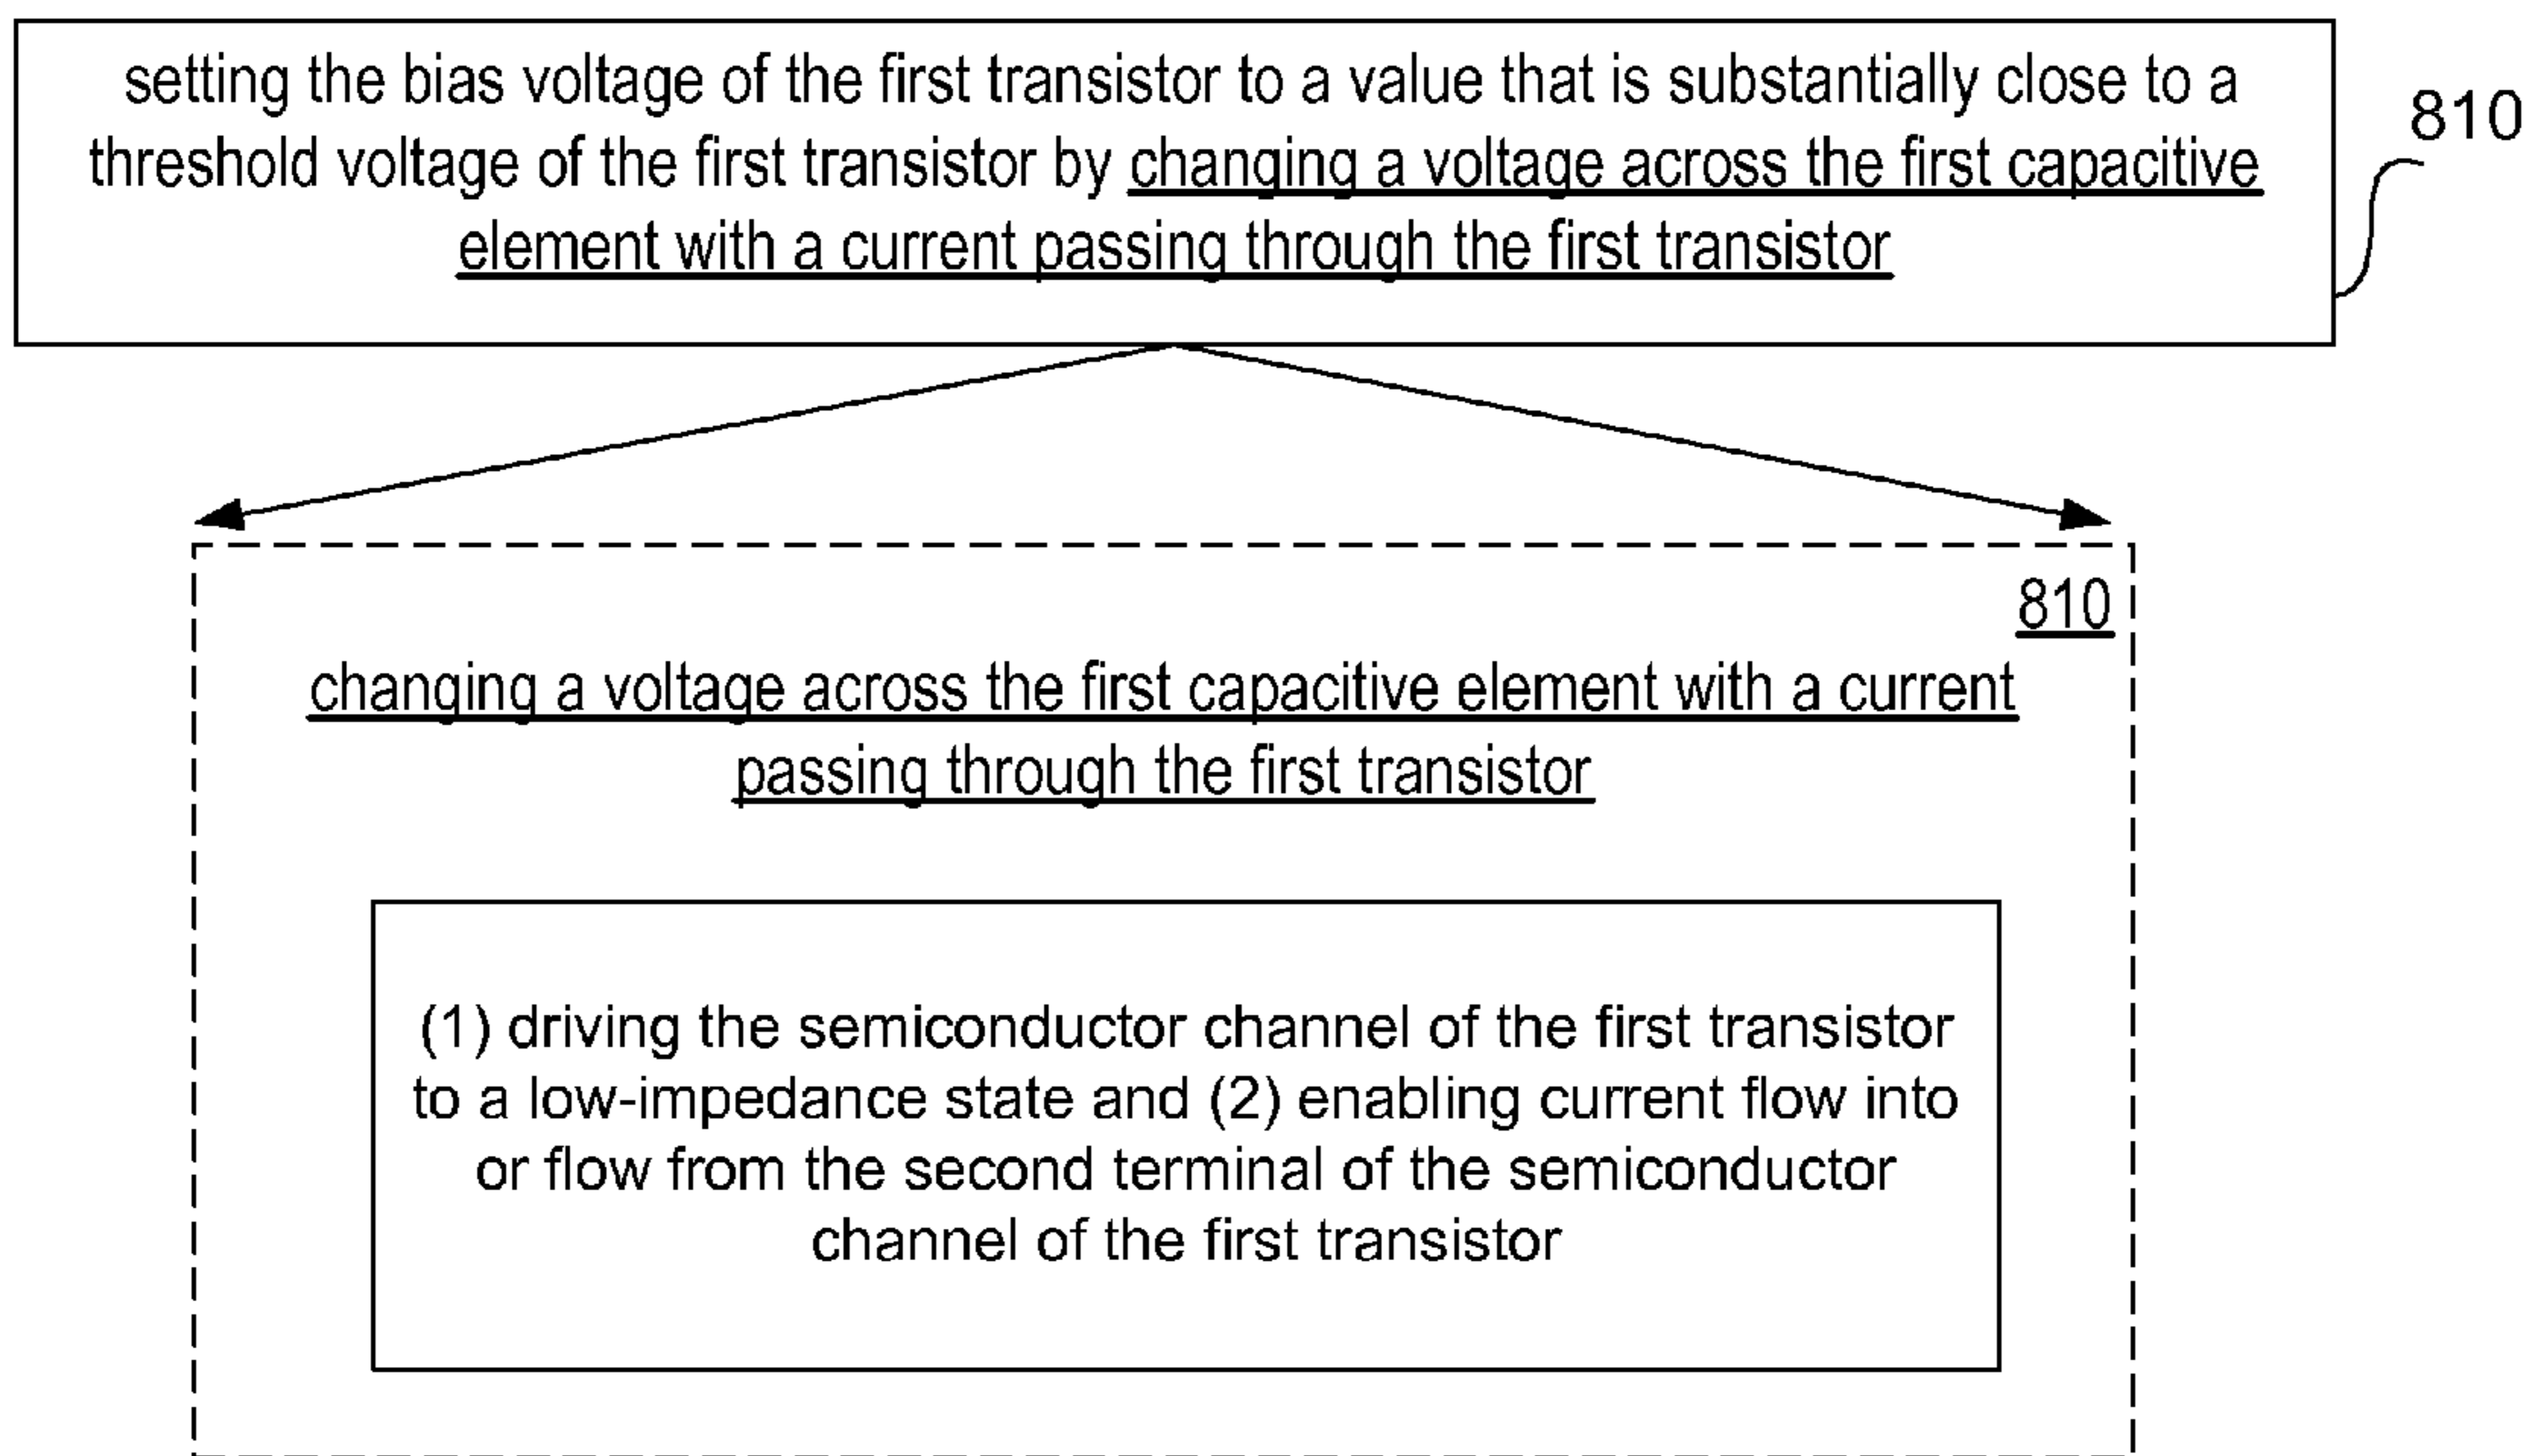 setting the bias voltage of the first transistor to a value that is substantially close to a
threshold voltage of the first transistor by changing a voltage across the first capacitive
element with a current passing through the first transistor
810
810
changing a voltage across the first capacitive element with a current
passing through the first transistor
(1) driving the semiconductor channel of the first transistor
to a low-impedance state and (2) enabling current flow into
or flow from the second terminal of the semiconductor
channel of the first transistor